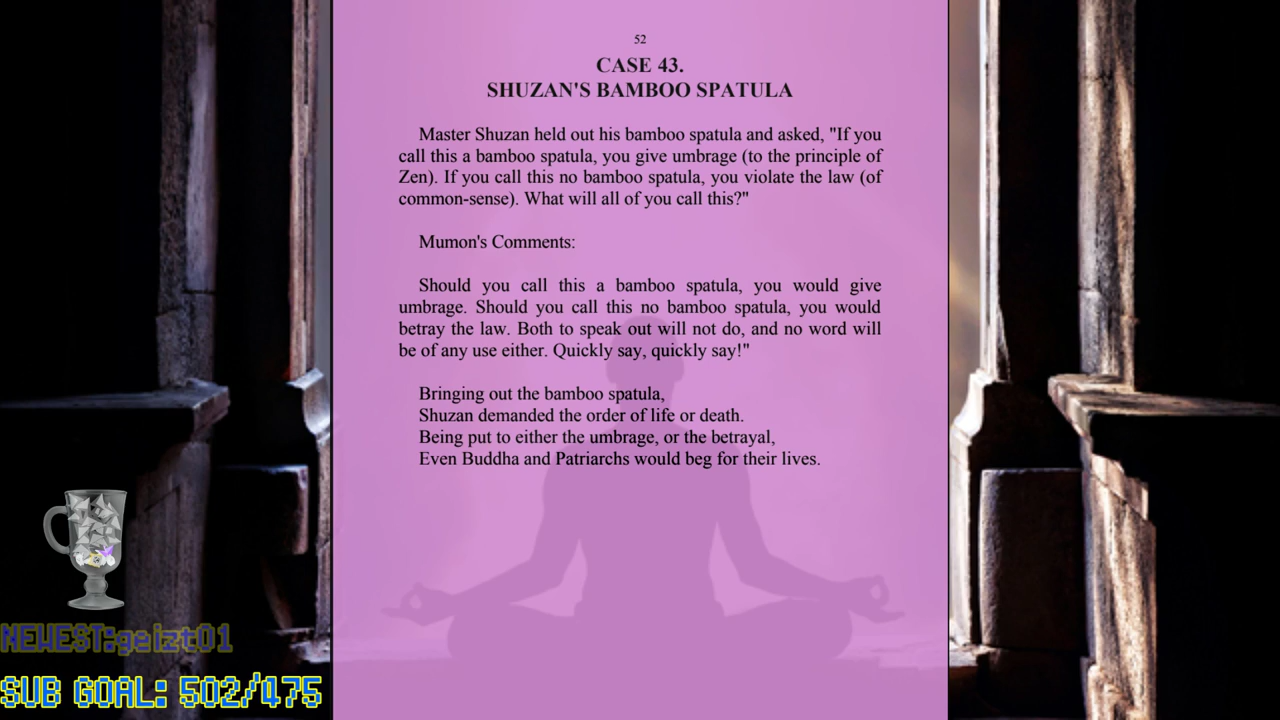 52
CASE 43.
SHUZAN'S BAMBOO SPATULA
Master Shuzan held out his bamboo spatula and asked, "If you
call this a bamboo spatula, you give umbrage (to the principle of
Zen). If you call this no bamboo spatula, you violate the law (of
common-sense). What will all of you call this?"
Mumon's Comments:
Should you call this a bamboo spatula, you would give
umbrage. Should you call this no bamboo spatula, you would
betray the law. Both to speak out will not do, and no word will
be of any use either. Quickly say, quickly say!"
Bringing out the bamboo spatula,
Shuzan demanded the order of life or death.
Being put to either the umbrage, or the betrayal,
Even Buddha and Patriarchs would beg for their lives.
NEWEST:geizt01
SUB GOAL: 502/475